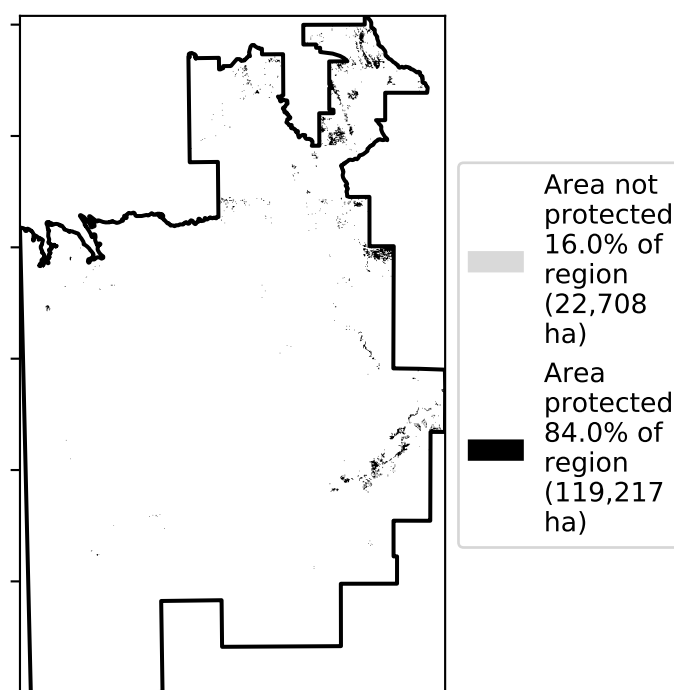 Area not
protected
16.0% of
region
(22,708
ha)
Area
protected
84.0% of
region
(119,217
ha)